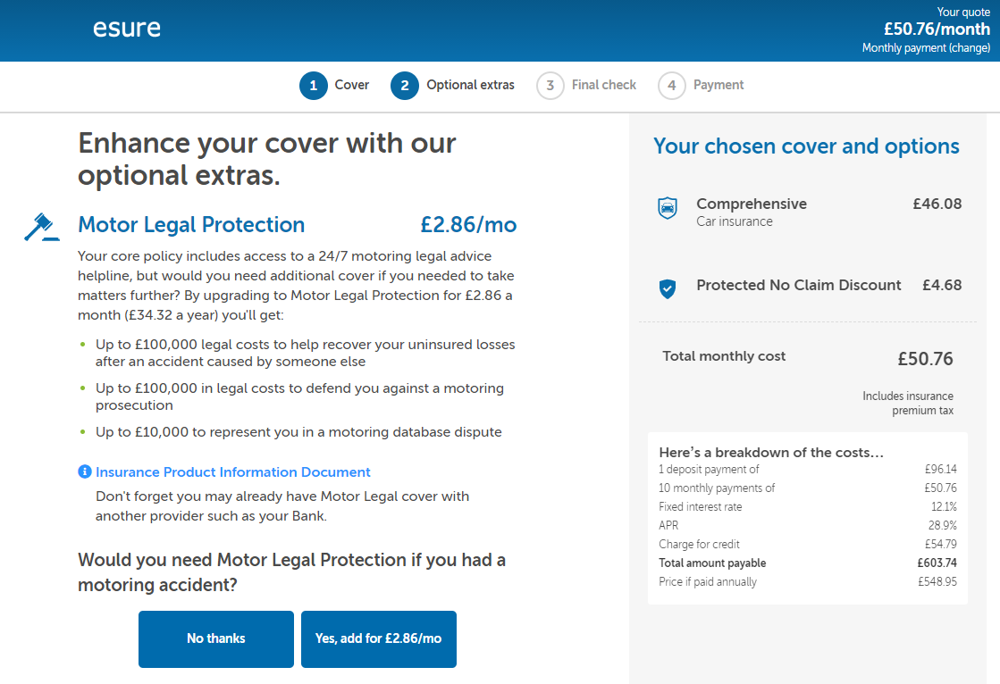 esure
Your quote
£50.76/month
Monthly payment (change)
1 Cover 2 Optional extras 3 Final check 4 Payment
Enhance your cover with our
optional extras.
Motor Legal Protection £2.86/mo
Your core policy includes access to a 24/7 motoring legal advice
helpline, but would you need additional cover if you needed to take
matters further? By upgrading to Motor Legal Protection for £2.86 a
month (£34.32 a year) you'll get:
Up to £100,000 legal costs to help recover your uninsured losses
after an accident caused by someone else
Up to £100,000 in legal costs to defend you against a motoring
prosecution
Up to £10,000 to represent you in a motoring database dispute
Insurance Product Information Document
Don't forget you may already have Motor Legal cover with
another provider such as your Bank.
Would you need Motor Legal Protection if you had a
motoring accident?
No thanks
Yes, add for £2.86/mo
Your chosen cover and options
Comprehensive £46.08
Car insurance
Protected No Claim Discount £4.68
Total monthly cost £50.76
Includes insurance
premium tax
Here’s a breakdown of the costs…
1 deposit payment of £96.14
10 monthly payments of £50.76
Fixed interest rate 12.1%
APR 28.9%
Charge for credit £54.79
Total amount payable £603.74
Price if paid annually £548.95